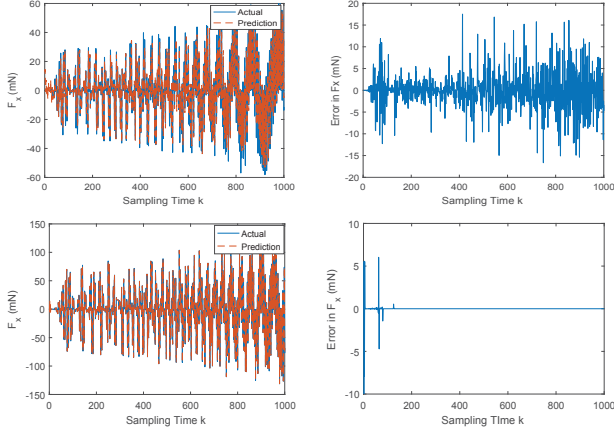 60
40
20
0
-20
-40
-60
0 200 400 600 800 1000
Sampling Time k
F x (mN)
Actual
Prediction
20
15
10
5
0
-5
-10
-15
-20
0 200 400 600 800 1000
Sampling Time k
Error in Fx (mN)
150
100
50
0
-50
-100
-150
0 200 400 600 800 1000
Sampling Time k
F x (mN)
Actual
Prediction
10
5
0
-5
-10
0 200 400 600 800 1000
Sampling TIme k
Error in F x (mN)